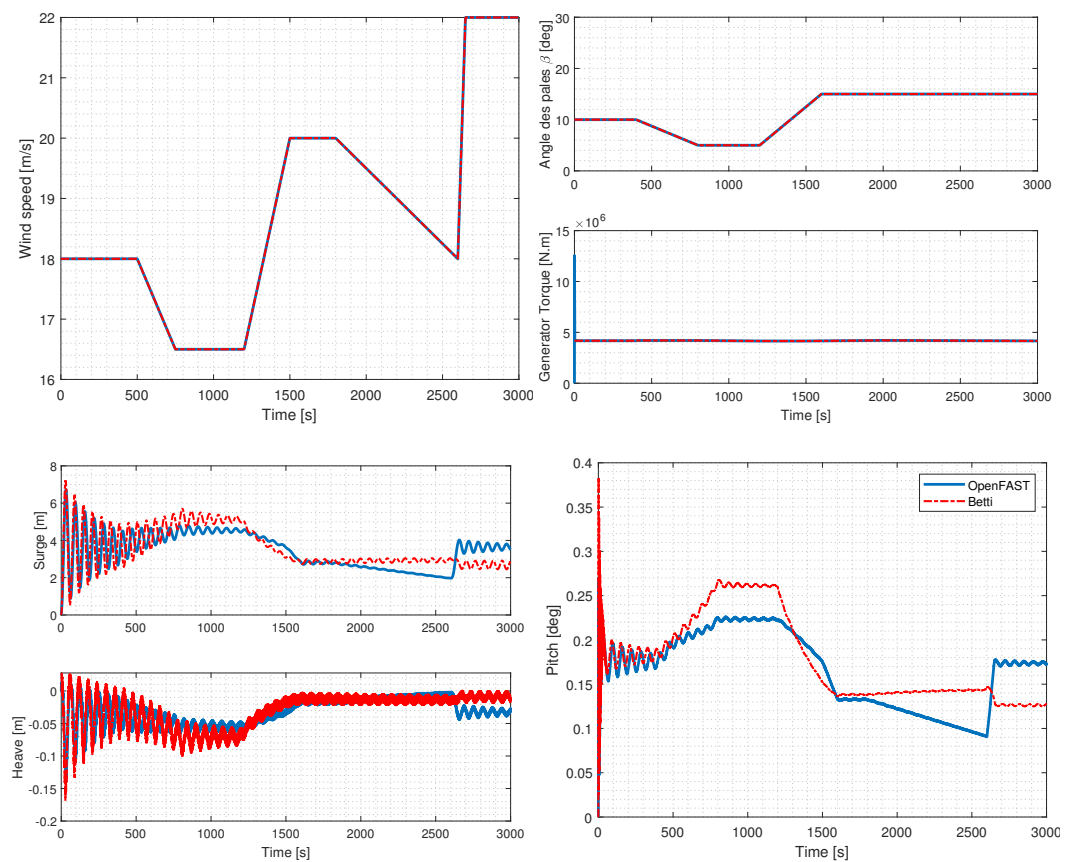 22
21
20
19
18
17
16
Wind speed [m/s]
0 500 1000 1500 2000 2500 3000
Time [s]
30
20
10
0
Angle des pales β [deg]
0 500 1000 1500 2000 2500 3000
×10⁶
15
10
5
0
Generator Torque [N.m]
0 500 1000 1500 2000 2500 3000
Time [s]
8
6
4
2
0
Surge [m]
0 500 1000 1500 2000 2500 3000
0
-0.05
-0.1
-0.15
-0.2
Heave [m]
0 500 1000 1500 2000 2500 3000
Time [s]
0.4
0.35
0.3
0.25
0.2
0.15
0.1
0.05
0
Pitch [deg]
OpenFAST
Betti
0 500 1000 1500 2000 2500 3000
Time [s]